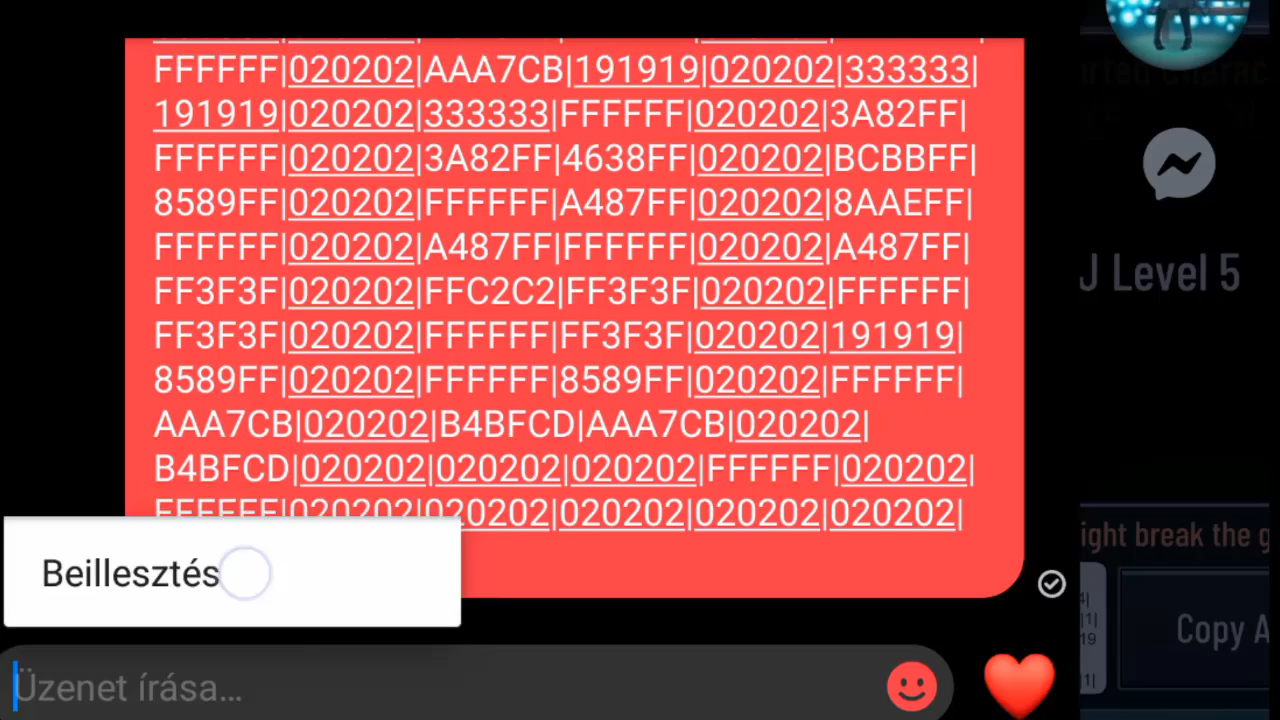 FFFFFF|020202|AAA7CB|191919|020202|333333|
191919|020202|333333|FFFFFF|020202|3A82FF|
FFFFFF|020202|3A82FF|4638FF|020202|BCBBFF|
8589FF|020202|FFFFFF|A487FF|020202|8AAEFF|
FFFFFF|020202|A487FF|FFFFFF|020202|A487FF|
FF3F3F|020202|FFC2C2|FF3F3F|020202|FFFFFF|
FF3F3F|020202|FFFFFF|FF3F3F|020202|191919|
8589FF|020202|FFFFFF|8589FF|020202|FFFFFF|
AAA7CB|020202|B4BFCD|AAA7CB|020202|
B4BFCD|020202|020202|020202|FFFFFF|020202|
FFFFFF|020202|020202|020202|020202|020202|
Beillesztés
Üzenet írása...
J Level 5
ight break the g
Copy A